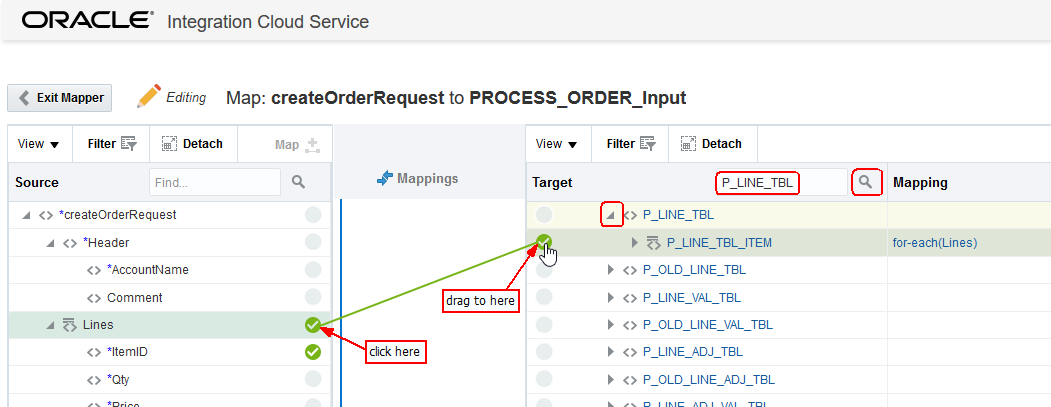 ORACLE® Integration Cloud Service
Exit Mapper Editing Map: createOrderRequest to PROCESS_ORDER_Input
View Filter Detach Map
Source Find...
*createOrderRequest
*Header
*AccountName
Comment
Lines
*ItemID
*Qty
*Price
Mappings
click here
drag to here
View Filter Detach
Target P_LINE_TBL Mapping
P_LINE_TBL
P_LINE_TBL_ITEM for-each(Lines)
P_OLD_LINE_TBL
P_LINE_VAL_TBL
P_OLD_LINE_VAL_TBL
P_LINE_ADJ_TBL
P_OLD_LINE_ADJ_TBL
P_LINE_ADJ_VAL_TBL